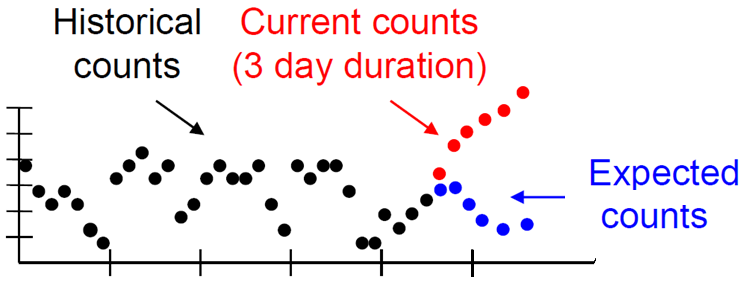 Historical
counts
Current counts
(3 day duration)
Expected
counts